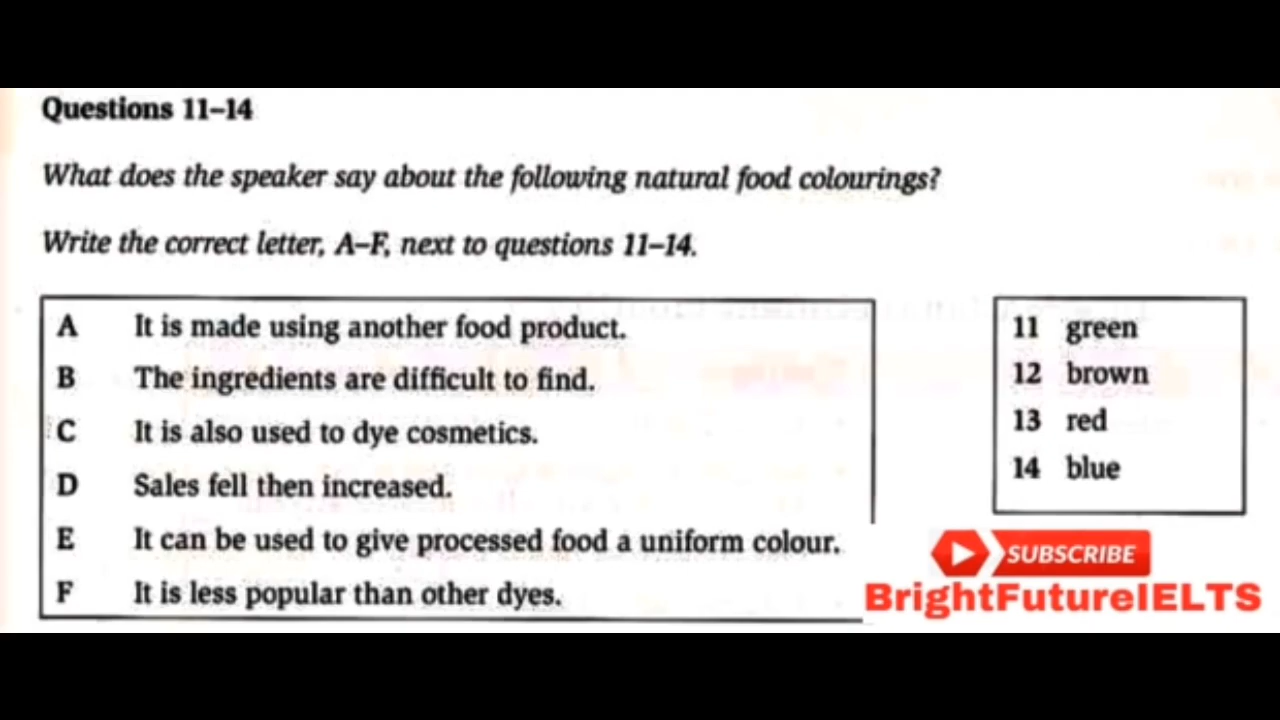 Questions 11–14
What does the speaker say about the following natural food colourings?
Write the correct letter, A–F, next to questions 11–14.
A It is made using another food product.
B The ingredients are difficult to find.
C It is also used to dye cosmetics.
D Sales fell then increased.
E It can be used to give processed food a uniform colour.
F It is less popular than other dyes.
11 green
12 brown
13 red
14 blue
SUBSCRIBE
BrightFutureIELTS